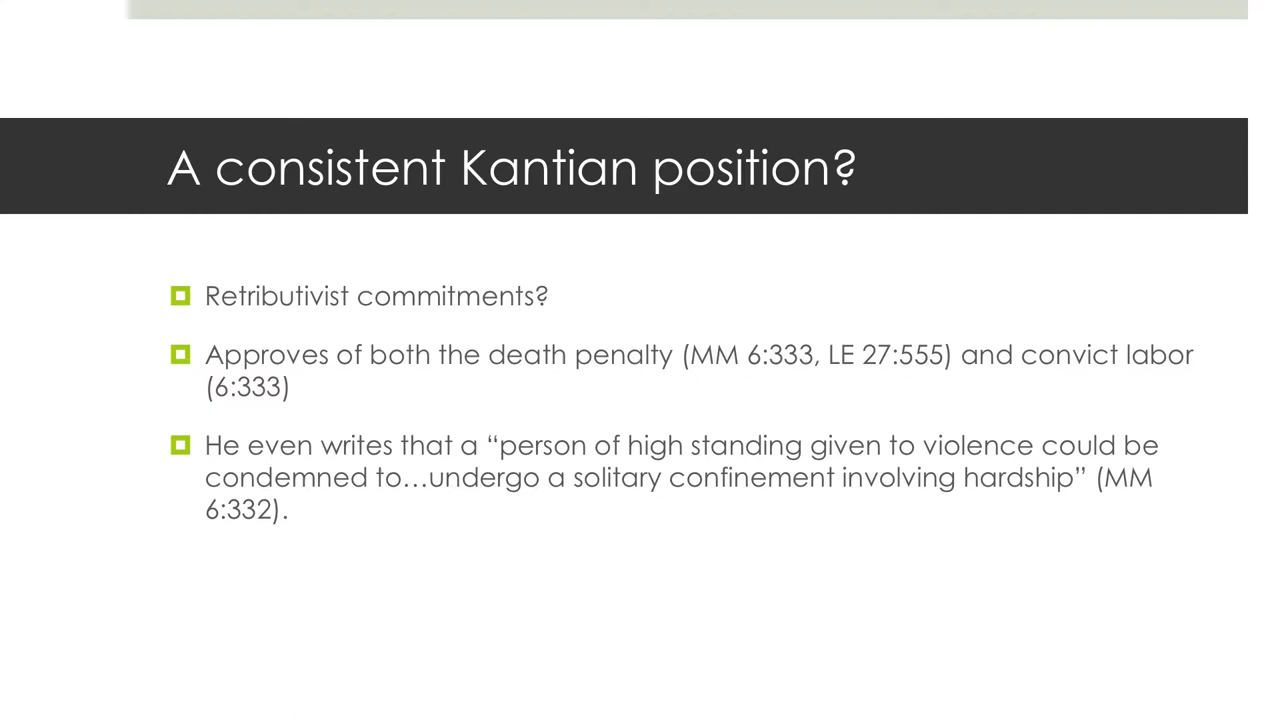 A consistent Kantian position?
Retributivist commitments?
Approves of both the death penalty (MM 6:333, LE 27:555) and convict labor
(6:333)
He even writes that a “person of high standing given to violence could be
condemned to…undergo a solitary confinement involving hardship” (MM
6:332).